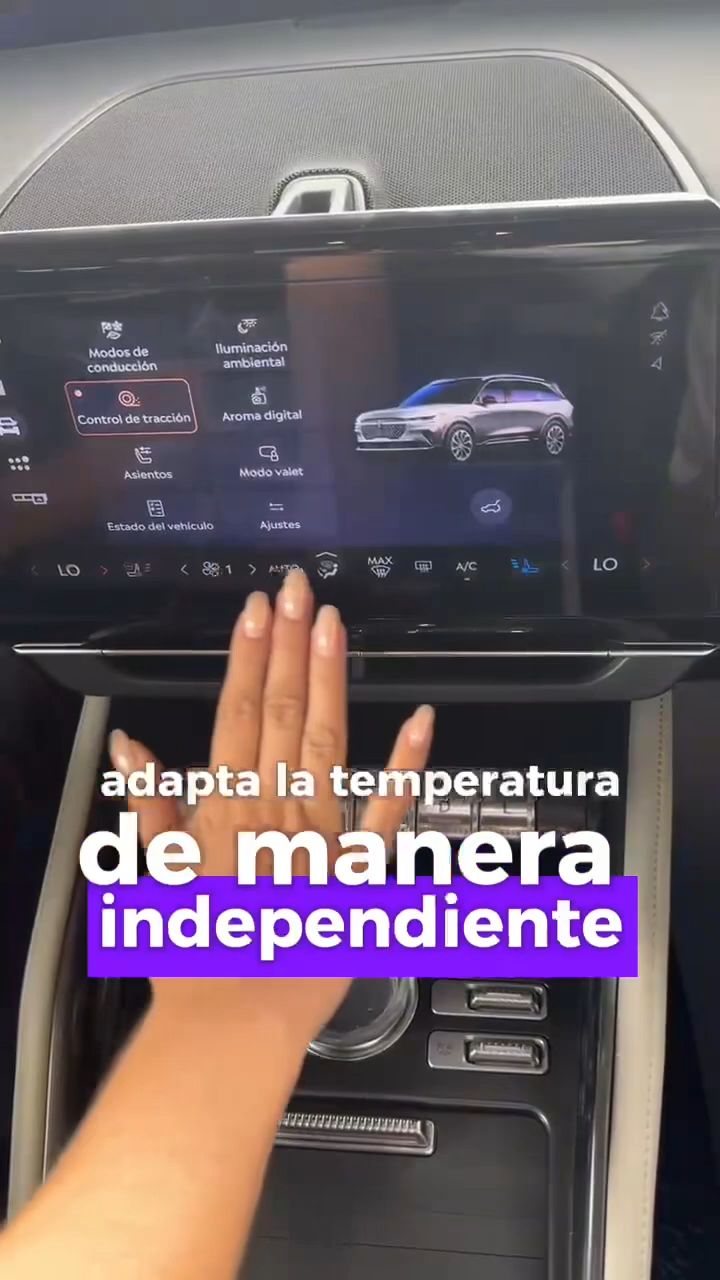 Modos de
conducción
Iluminación
ambiental
Control de tracción
Aroma digital
Asientos
Modo valet
Estado del vehículo
Ajustes
LO
1
AUTO
MAX
A/C
LO
adapta la temperatura
de manera
independiente